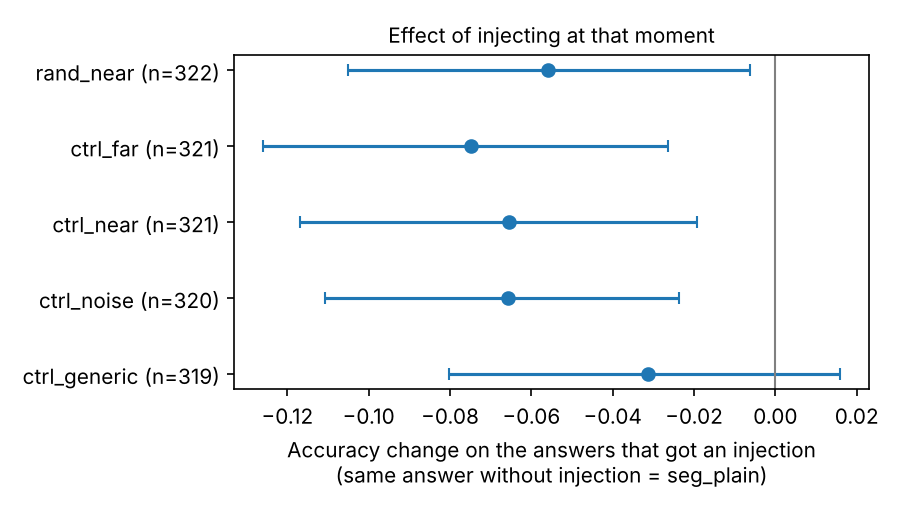 Effect of injecting at that moment
rand_near (n=322)
ctrl_far (n=321)
ctrl_near (n=321)
ctrl_noise (n=320)
ctrl_generic (n=319)
−0.12 −0.10 −0.08 −0.06 −0.04 −0.02 0.00 0.02
Accuracy change on the answers that got an injection
(same answer without injection = seg_plain)